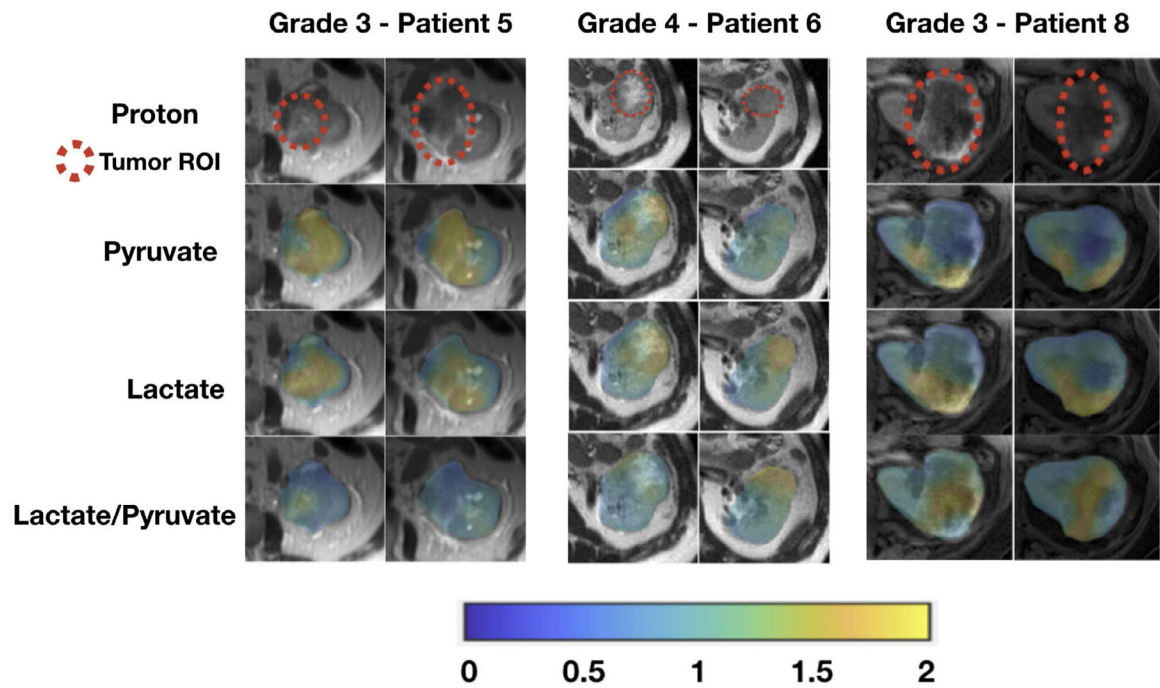 Grade 3 - Patient 5
Grade 4 - Patient 6
Grade 3 - Patient 8
Proton
Tumor ROI
Pyruvate
Lactate
Lactate/Pyruvate
0 0.5 1 1.5 2